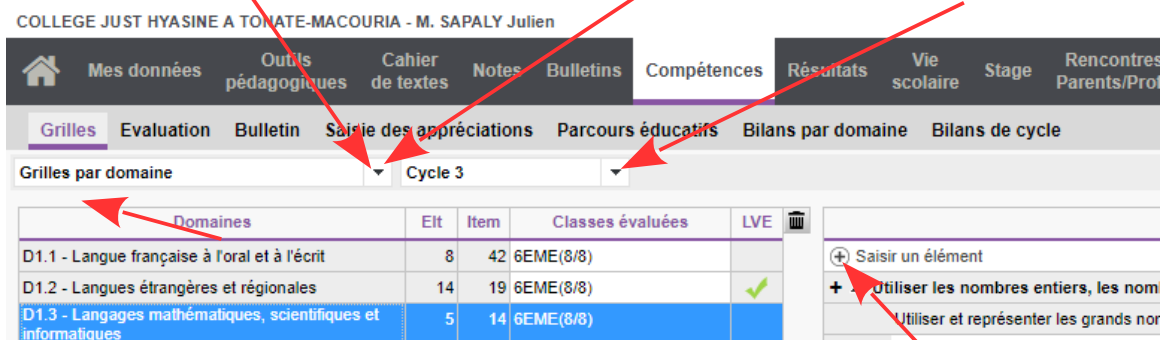 COLLEGE JUST HYASINE A TONATE-MACOURIA - M. SAPALY Julien
Mes données
Outils
pédagogiques
Cahier
de textes
Notes
Bulletins
Compétences
Résultats
Vie
scolaire
Stage
Rencontres
Parents/Prof
Grilles Evaluation Bulletin Saisie des appréciations Parcours éducatifs Bilans par domaine Bilans de cycle
Grilles par domaine
Cycle 3
Domaines Elt Item Classes évaluées LVE
D1.1 - Langue française à l'oral et à l'écrit 8 42 6EME(8/8)
Saisir un élément
D1.2 - Langues étrangères et régionales 14 19 6EME(8/8)
Utiliser les nombres entiers, les
D1.3 - Langages mathématiques, scientifiques et
informatiques
5 14 6EME(8/8)
Utiliser et représenter les grands